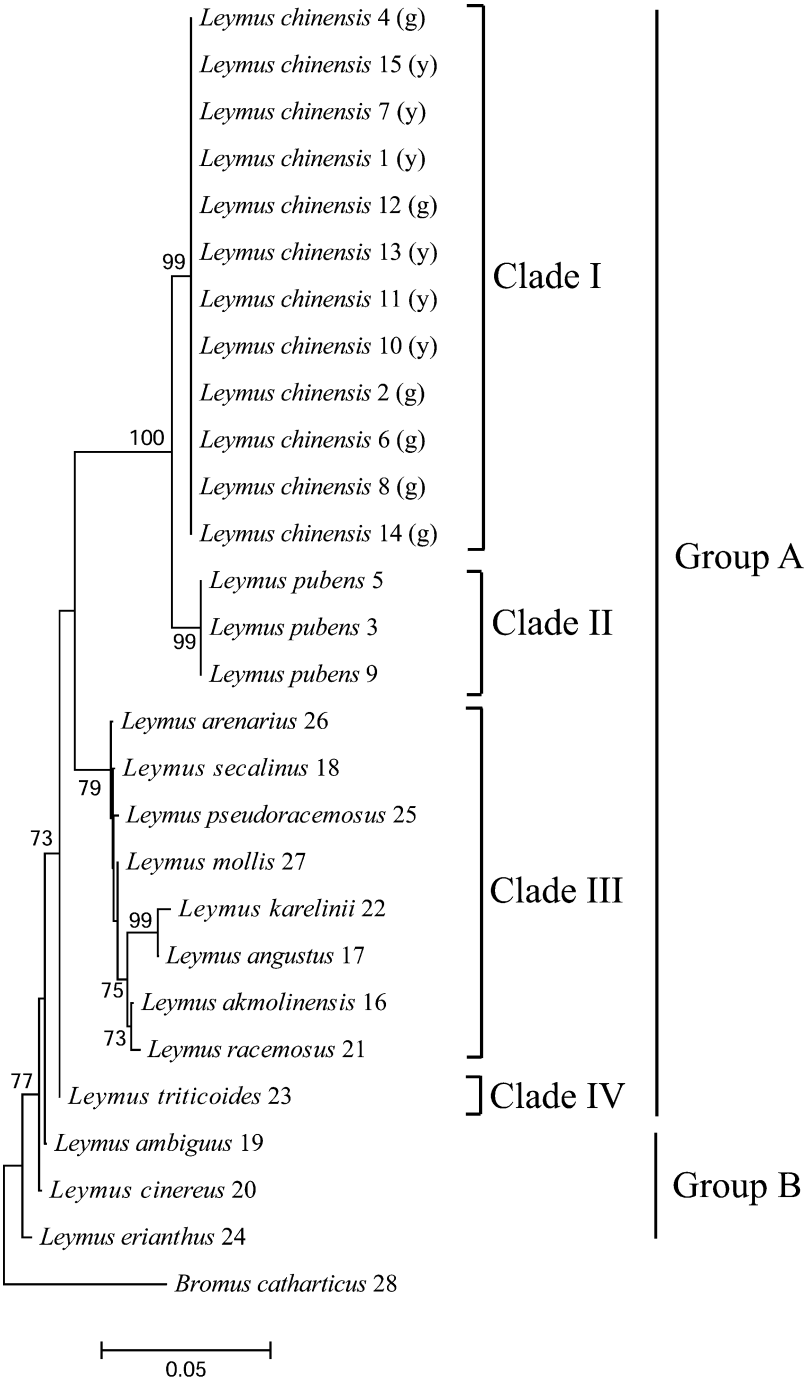 Leymus chinensis 4 (g)
Leymus chinensis 15 (y)
Leymus chinensis 7 (y)
Leymus chinensis 1 (y)
Leymus chinensis 12 (g)
Leymus chinensis 13 (y)
99
Clade I
Leymus chinensis 11 (y)
Leymus chinensis 10 (y)
Leymus chinensis 2 (g)
100
Leymus chinensis 6 (g)
Leymus chinensis 8 (g)
Leymus chinensis 14 (g)
Group A
Leymus pubens 5
Leymus pubens 3
Clade II
99
Leymus pubens 9
Leymus arenarius 26
Leymus secalinus 18
79
Leymus pseudoracemosus 25
73
Leymus mollis 27
Clade III
Leymus karelinii 22
99
Leymus angustus 17
75
Leymus akmolinensis 16
73
Leymus racemosus 21
77
Leymus triticoides 23
Clade IV
Leymus ambiguus 19
Leymus cinereus 20
Group B
Leymus erianthus 24
Bromus catharticus 28
0.05